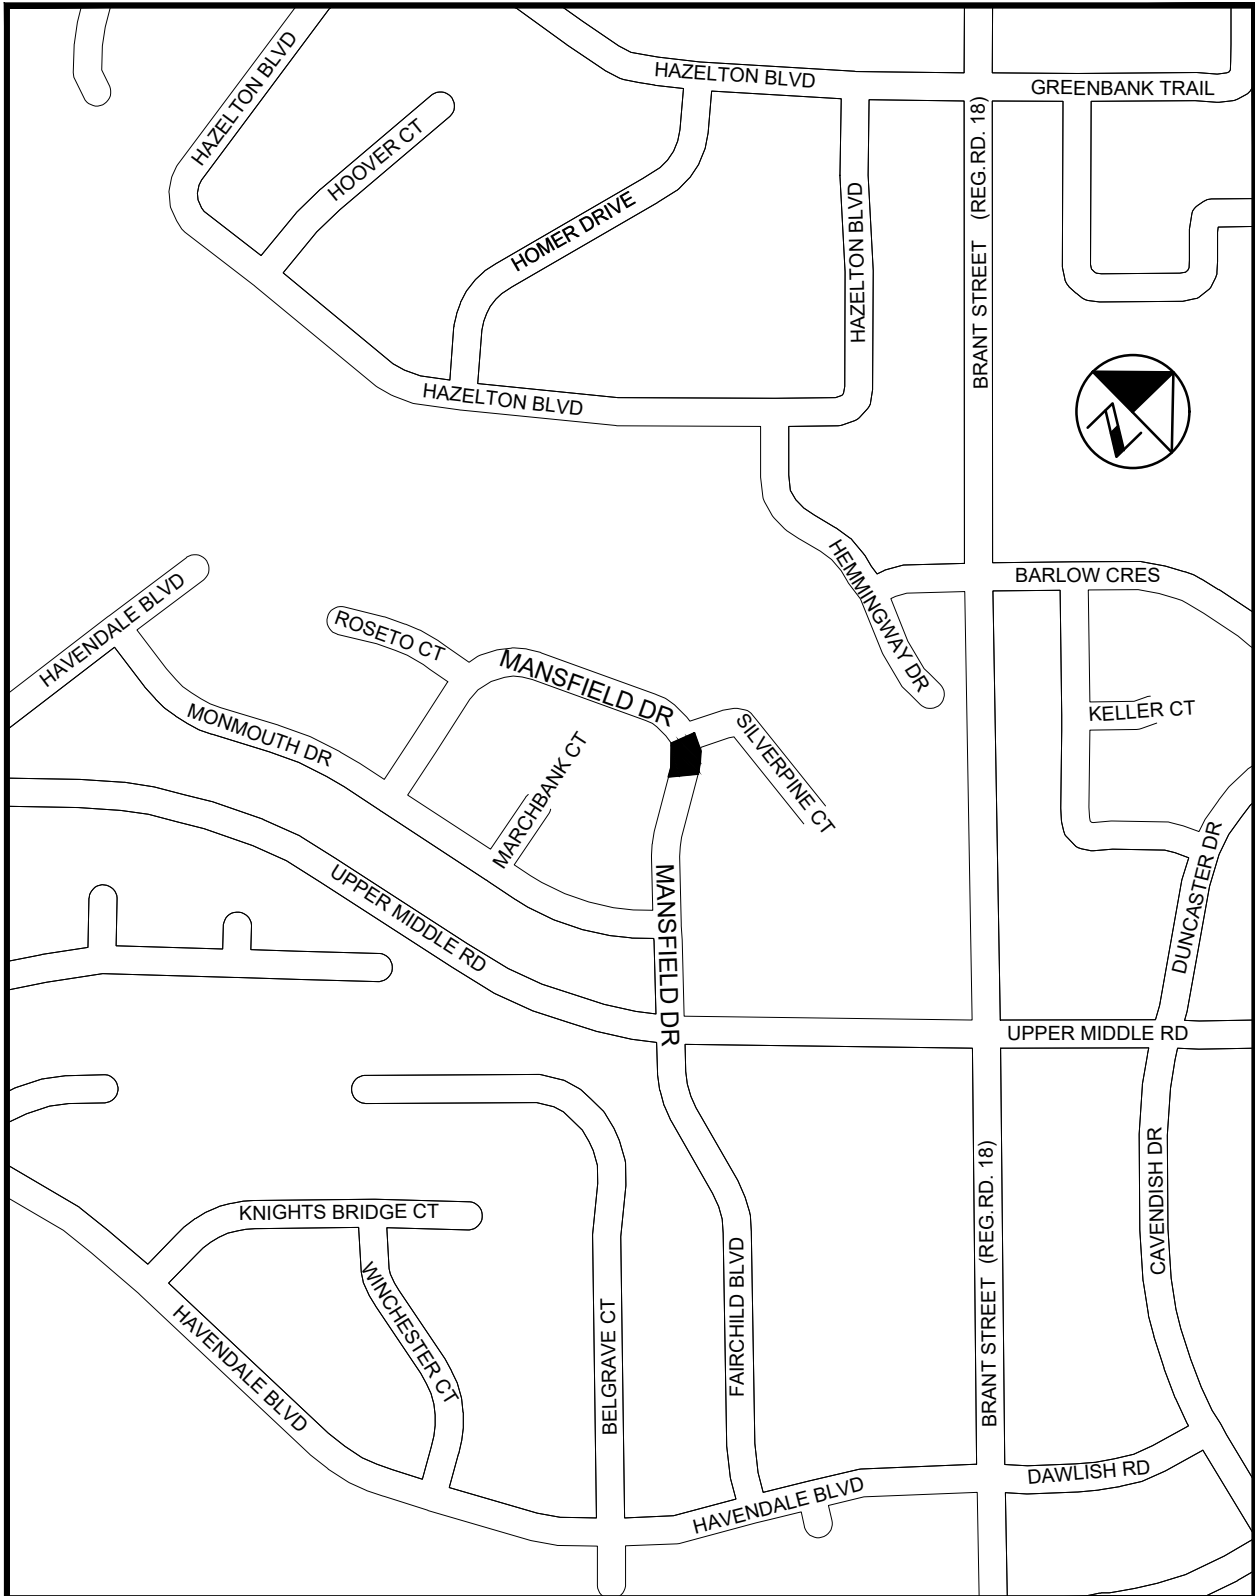 HAZELTON BLVD
HAZELTON BLVD
GREENBANK TRAIL
HOOVER CT
HOMER DRIVE
HAZELTON BLVD
BRANT STREET (REG.RD. 18)
HAZELTON BLVD
N
HEMMINGWAY DR
BARLOW CRES
HAVENDALE BLVD
ROSETO CT
MANSFIELD DR
SILVERPINE CT
KELLER CT
MONMOUTH DR
MARCHBANK CT
UPPER MIDDLE RD
MANSFIELD DR
DUNCASTER DR
UPPER MIDDLE RD
KNIGHTS BRIDGE CT
WINCHESTER CT
HAVENDALE BLVD
BELGRAVE CT
FAIRCHILD BLVD
BRANT STREET (REG.RD. 18)
CAVENDISH DR
HAVENDALE BLVD
DAWLISH RD